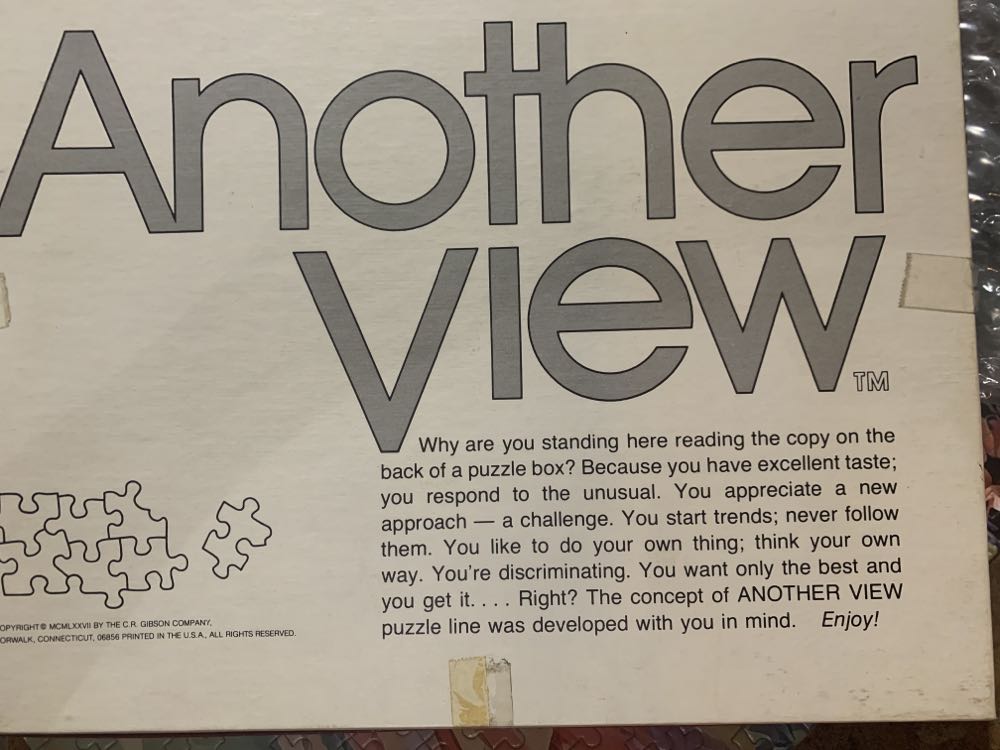 Another
view
TM
Why are you standing here reading the copy on the
back of a puzzle box? Because you have excellent taste;
you respond to the unusual. You appreciate a new
approach — a challenge. You start trends; never follow
them. You like to do your own thing; think your own
way. You're discriminating. You want only the best and
you get it. . . . Right? The concept of ANOTHER VIEW
puzzle line was developed with you in mind. Enjoy!
OPYRIGHT© MCMLXXVII BY THE C.R. GIBSON COMPANY,
ORWALK, CONNECTICUT, 06856 PRINTED IN THE U.S.A., ALL RIGHTS RESERVED.